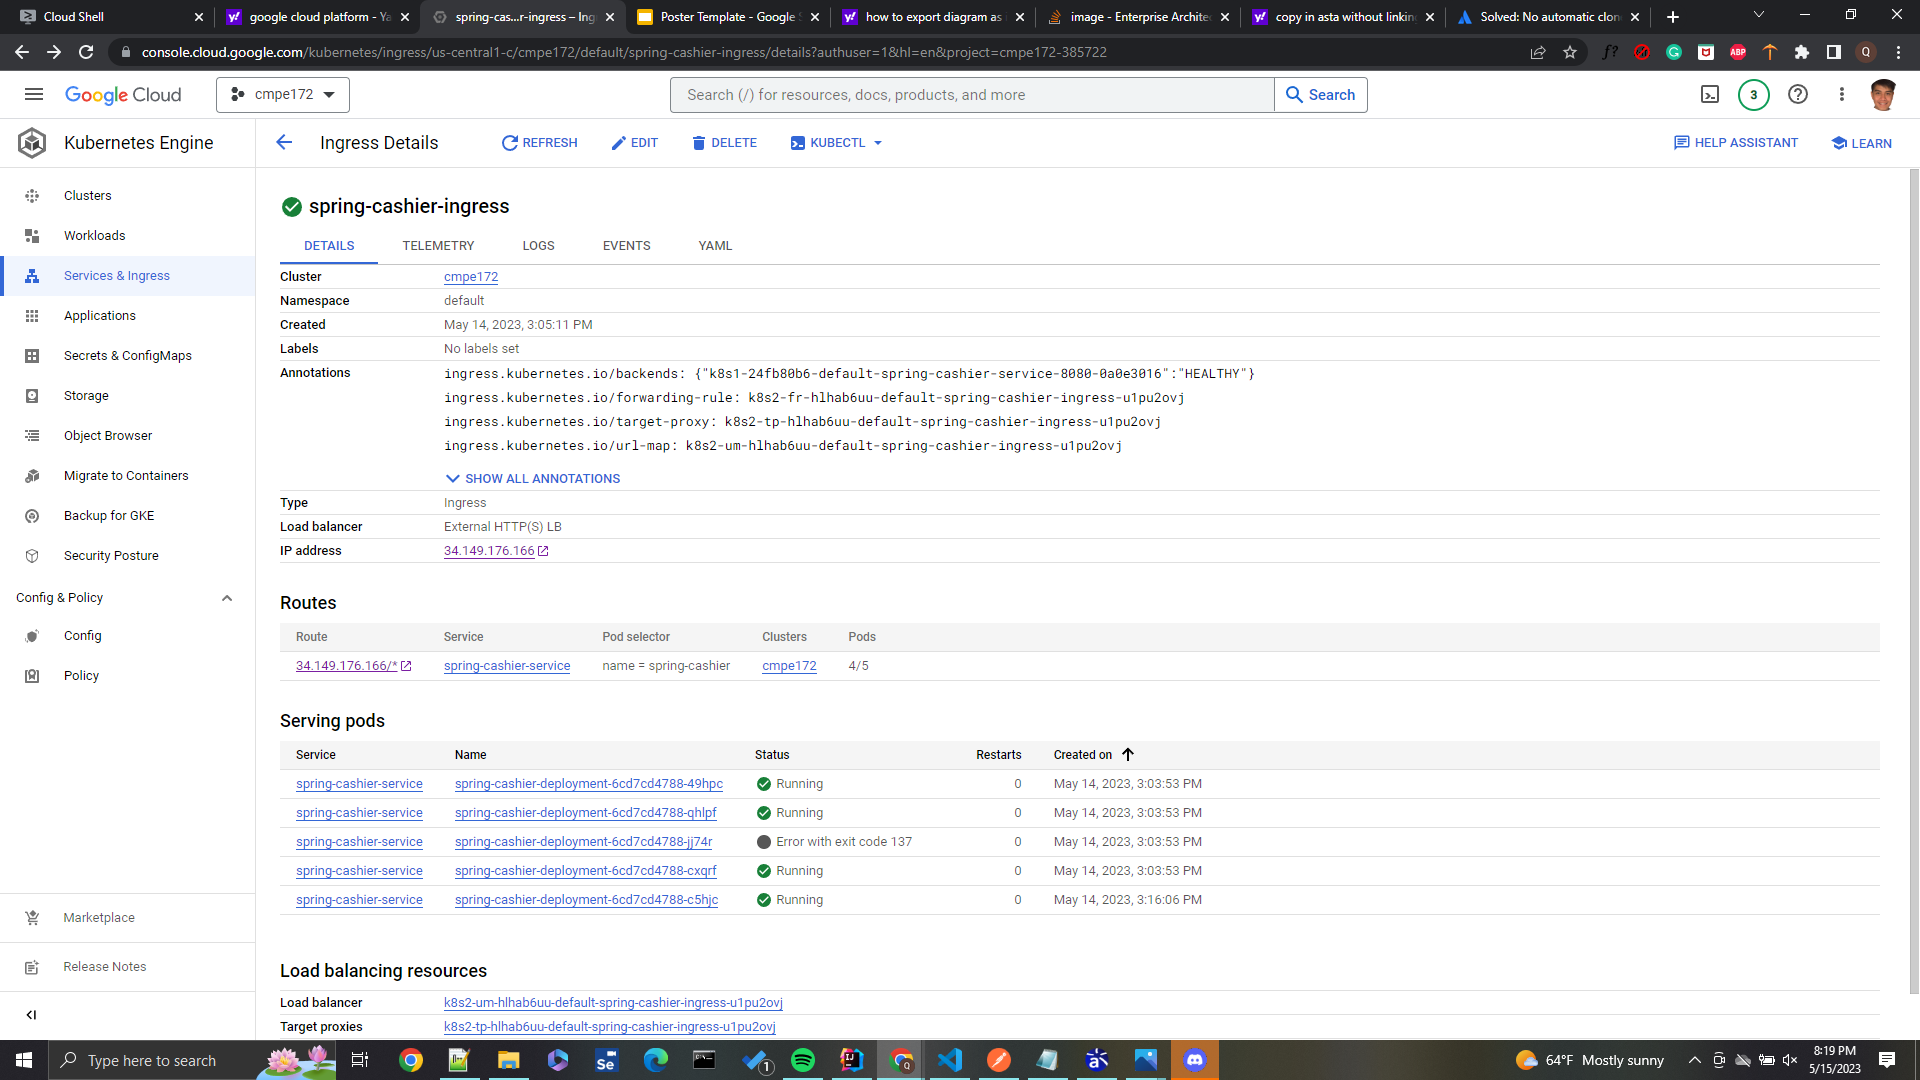 Cloud Shell
google cloud platform - Ya
spring-cas...r-ingress – Ing
Poster Template - Google S
how to export diagram as
image - Enterprise Architec
copy in asta without linking
Solved: No automatic clon
console.cloud.google.com/kubernetes/ingress/us-central1-c/cmpe172/default/spring-cashier-ingress/details?authuser=1&hl=en&project=cmpe172-385722
Google Cloud
cmpe172
Search (/) for resources, docs, products, and more
Search
3
Kubernetes Engine
Ingress Details
REFRESH
EDIT
DELETE
KUBECTL
HELP ASSISTANT
LEARN
Clusters
Workloads
Services & Ingress
Applications
Secrets & ConfigMaps
Storage
Object Browser
Migrate to Containers
Backup for GKE
Security Posture
Config & Policy
Config
Policy
Marketplace
Release Notes
spring-cashier-ingress
DETAILS TELEMETRY LOGS EVENTS YAML
Cluster cmpe172
Namespace default
Created May 14, 2023, 3:05:11 PM
Labels No labels set
Annotations ingress.kubernetes.io/backends: {"k8s1-24fb80b6-default-spring-cashier-service-8080-0a0e3016":"HEALTHY"}
ingress.kubernetes.io/forwarding-rule: k8s2-fr-hlhab6uu-default-spring-cashier-ingress-u1pu2ovj
ingress.kubernetes.io/target-proxy: k8s2-tp-hlhab6uu-default-spring-cashier-ingress-u1pu2ovj
ingress.kubernetes.io/url-map: k8s2-um-hlhab6uu-default-spring-cashier-ingress-u1pu2ovj
SHOW ALL ANNOTATIONS
Type Ingress
Load balancer External HTTP(S) LB
IP address 34.149.176.166
Routes
Route Service Pod selector Clusters Pods
34.149.176.166/* spring-cashier-service name = spring-cashier cmpe172 4/5
Serving pods
Service Name Status Restarts Created on
spring-cashier-service spring-cashier-deployment-6cd7cd4788-49hpc Running 0 May 14, 2023, 3:03:53 PM
spring-cashier-service spring-cashier-deployment-6cd7cd4788-qhlpf Running 0 May 14, 2023, 3:03:53 PM
spring-cashier-service spring-cashier-deployment-6cd7cd4788-jj74r Error with exit code 137 0 May 14, 2023, 3:03:53 PM
spring-cashier-service spring-cashier-deployment-6cd7cd4788-cxqrf Running 0 May 14, 2023, 3:03:53 PM
spring-cashier-service spring-cashier-deployment-6cd7cd4788-c5hjc Running 0 May 14, 2023, 3:16:06 PM
Load balancing resources
Load balancer k8s2-um-hlhab6uu-default-spring-cashier-ingress-u1pu2ovj
Target proxies k8s2-tp-hlhab6uu-default-spring-cashier-ingress-u1pu2ovj
Type here to search
64°F Mostly sunny
8:19 PM
5/15/2023